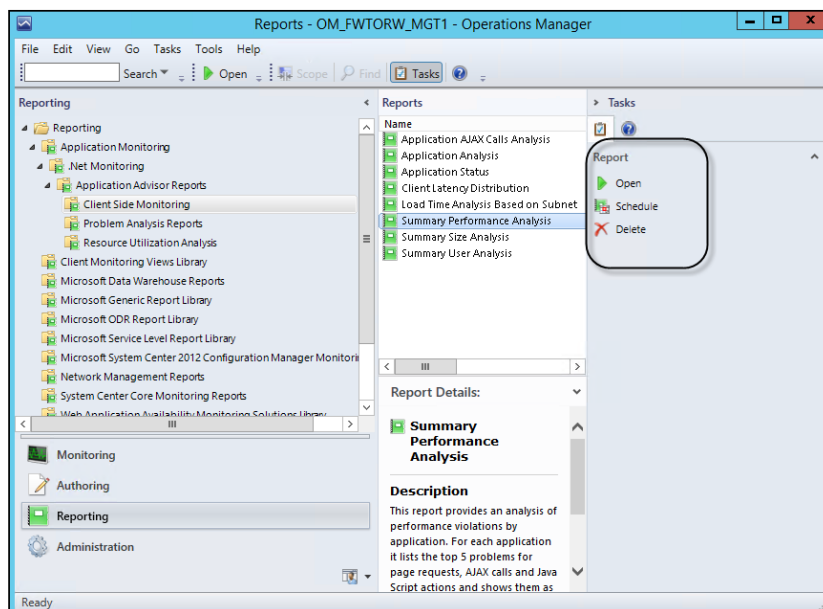 Reports - OM_FWTORW_MGT1 - Operations Manager
File Edit View Go Tasks Tools Help
Search Open Scope Find Tasks
Reporting
Reporting
Application Monitoring
.Net Monitoring
Application Advisor Reports
Client Side Monitoring
Problem Analysis Reports
Resource Utilization Analysis
Client Monitoring Views Library
Microsoft Data Warehouse Reports
Microsoft Generic Report Library
Microsoft ODR Report Library
Microsoft Service Level Report Library
Microsoft System Center 2012 Configuration Manager Monitori
Network Management Reports
System Center Core Monitoring Reports
Web Application Availability Monitoring Solutions Library
Monitoring
Authoring
Reporting
Administration
Reports
Name
Application AJAX Calls Analysis
Application Analysis
Application Status
Client Latency Distribution
Load Time Analysis Based on Subnet
Summary Performance Analysis
Summary Size Analysis
Summary User Analysis
Report Details:
Summary
Performance
Analysis
Description
This report provides an analysis of
performance violations by
application. For each application
it lists the top 5 problems for
page requests, AJAX calls and Java
Script actions and shows them as
Tasks
Report
Open
Schedule
Delete
Ready